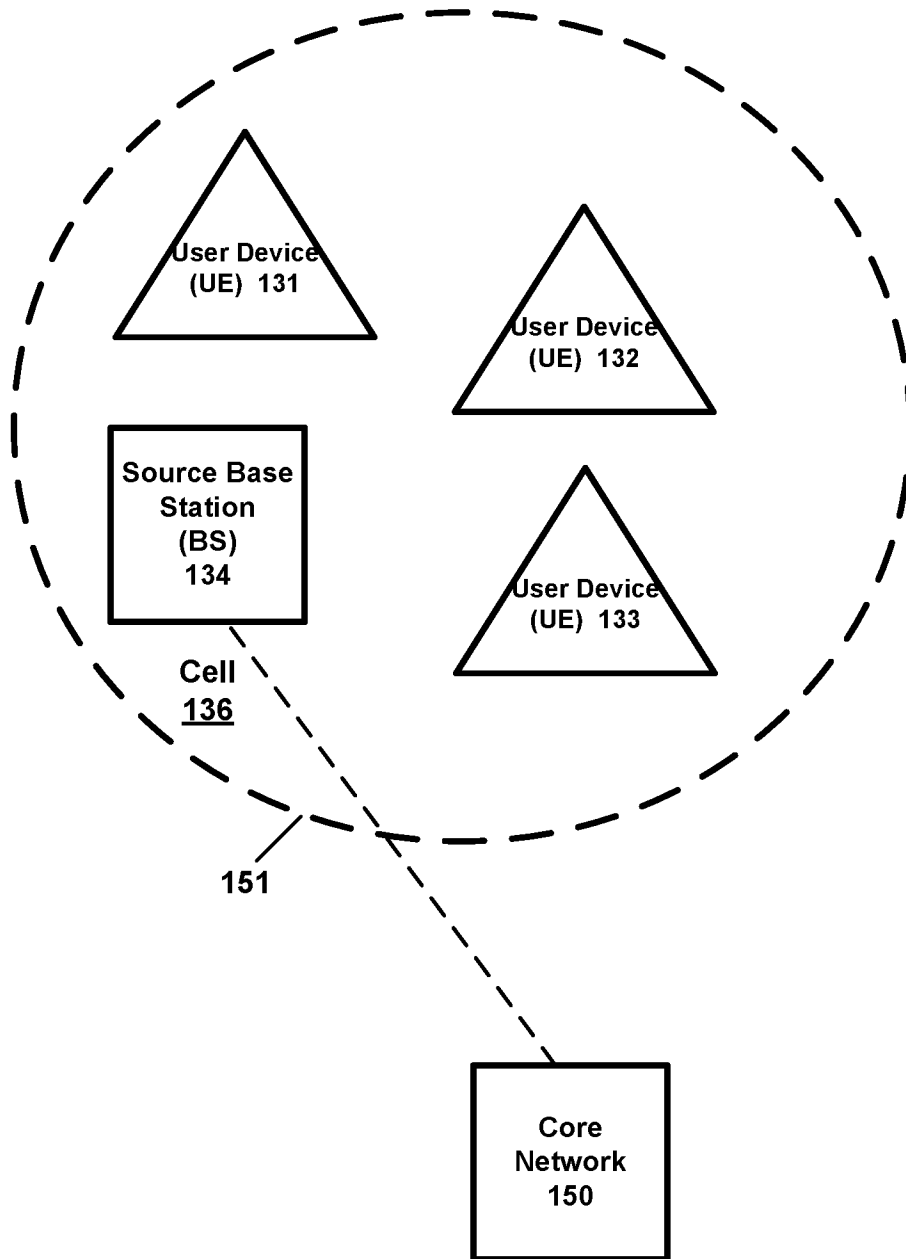 User Device
(UE) 131
User Device
(UE) 132
Source Base
Station
(BS)
134
User Device
(UE) 133
Cell
136
151
Core
Network
150